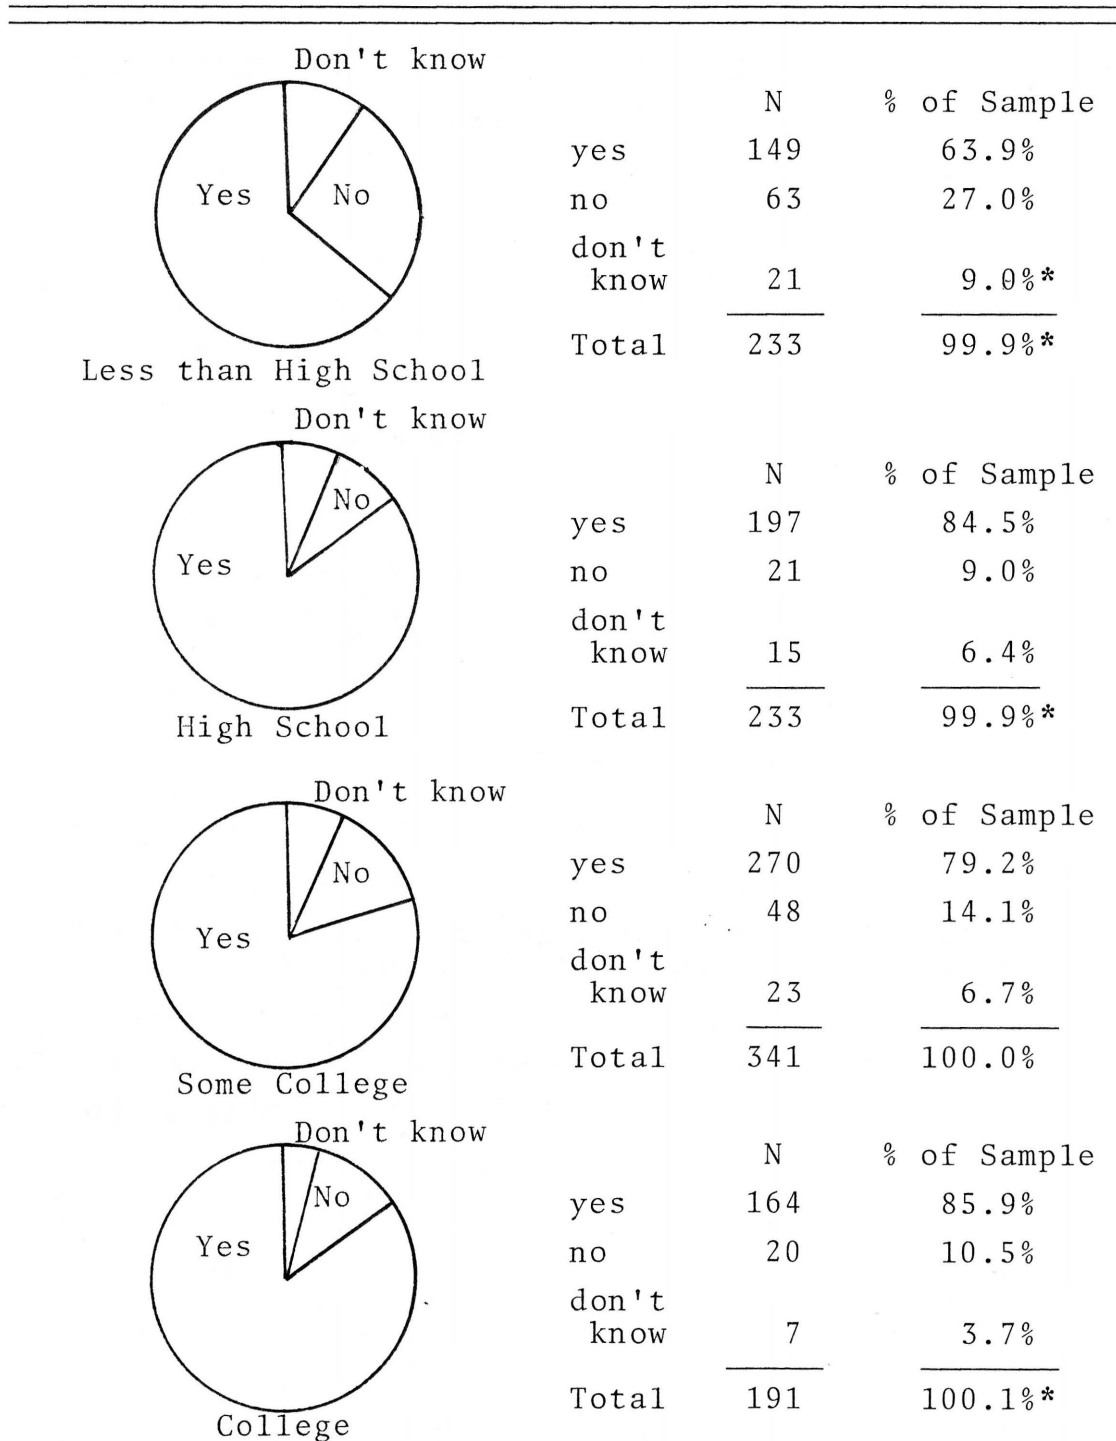 Don't know
Yes No
Less than High School
N % of Sample
yes 149 63.9%
no 63 27.0%
don't
know 21 9.0%*
Total 233 99.9%*
Don't know
No
Yes
High School
N % of Sample
yes 197 84.5%
no 21 9.0%
don't
know 15 6.4%
Total 233 99.9%*
Don't know
No
Yes
Some College
N % of Sample
yes 270 79.2%
no 48 14.1%
don't
know 23 6.7%
Total 341 100.0%
Don't know
No
Yes
College
N % of Sample
yes 164 85.9%
no 20 10.5%
don't
know 7 3.7%
Total 191 100.1%*